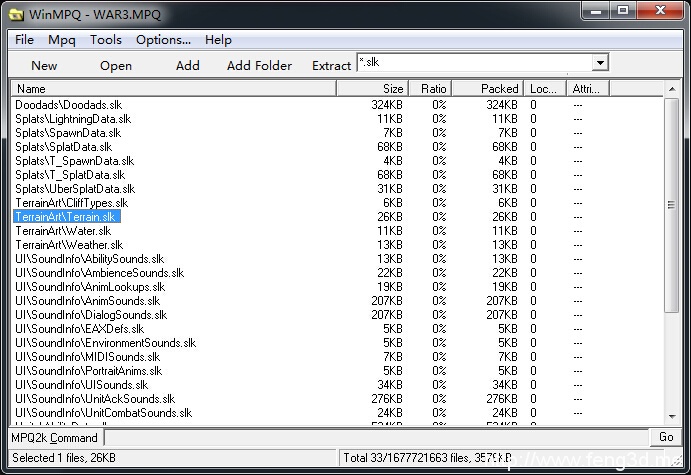 WinMPQ - WAR3.MPQ
File Mpq Tools Options... Help
New Open Add Add Folder Extract *.slk
Name Size Ratio Packed Loc... Attri...
Doodads\Doodads.slk 324KB 0% 324KB 0 ---
Splats\LightningData.slk 11KB 0% 11KB 0 ---
Splats\SpawnData.slk 7KB 0% 7KB 0 ---
Splats\SplatData.slk 68KB 0% 68KB 0 ---
Splats\T_SpawnData.slk 4KB 0% 4KB 0 ---
Splats\T_SplatData.slk 68KB 0% 68KB 0 ---
Splats\UberSplatData.slk 31KB 0% 31KB 0 ---
TerrainArt\CliffTypes.slk 6KB 0% 6KB 0 ---
TerrainArt\Terrain.slk 26KB 0% 26KB 0 ---
TerrainArt\Water.slk 11KB 0% 11KB 0 ---
TerrainArt\Weather.slk 13KB 0% 13KB 0 ---
UI\SoundInfo\AbilitySounds.slk 13KB 0% 13KB 0 ---
UI\SoundInfo\AmbienceSounds.slk 22KB 0% 22KB 0 ---
UI\SoundInfo\AnimLookups.slk 19KB 0% 19KB 0 ---
UI\SoundInfo\AnimSounds.slk 207KB 0% 207KB 0 ---
UI\SoundInfo\DialogSounds.slk 207KB 0% 207KB 0 ---
UI\SoundInfo\EAXDefs.slk 5KB 0% 5KB 0 ---
UI\SoundInfo\EnvironmentSounds.slk 5KB 0% 5KB 0 ---
UI\SoundInfo\MIDISounds.slk 7KB 0% 7KB 0 ---
UI\SoundInfo\PortraitAnims.slk 5KB 0% 5KB 0 ---
UI\SoundInfo\UISounds.slk 34KB 0% 34KB 0 ---
UI\SoundInfo\UnitAckSounds.slk 276KB 0% 276KB 0 ---
UI\SoundInfo\UnitCombatSounds.slk 24KB 0% 24KB 0 ---
MPQ2k Command Go
Selected 1 files, 26KB Total 33/1677721663 files, 3579KB
http://www.feng3d.me